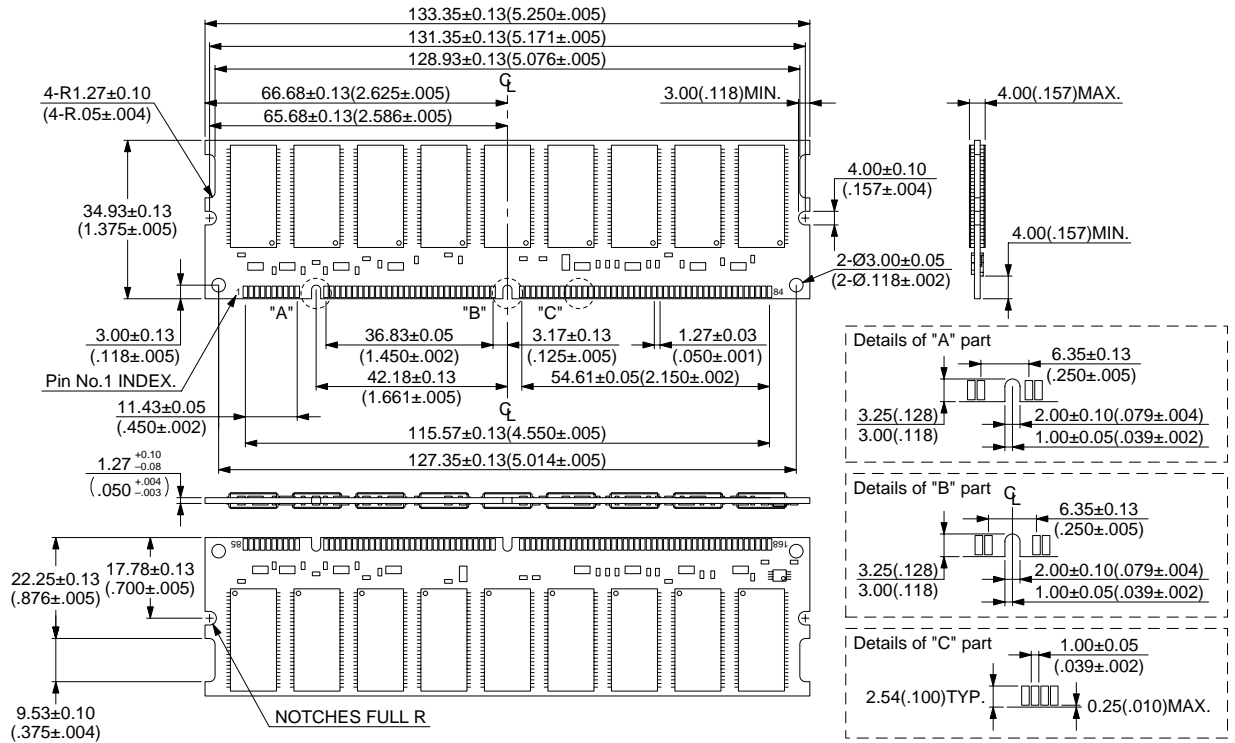 133.35±0.13(5.250±.005)
131.35±0.13(5.171±.005)
128.93±0.13(5.076±.005)
℄
4-R1.27±0.10
(4-R.05±.004)
66.68±0.13(2.625±.005)
65.68±0.13(2.586±.005)
3.00(.118)MIN.
4.00(.157)MAX.
34.93±0.13
(1.375±.005)
4.00±0.10
(.157±.004)
4.00(.157)MIN.
2-Ø3.00±0.05
(2-Ø.118±.002)
1
84
"A"
"B"
"C"
3.00±0.13
(.118±.005)
36.83±0.05
(1.450±.002)
3.17±0.13
(.125±.005)
1.27±0.03
(.050±.001)
Pin No.1 INDEX.
42.18±0.13
(1.661±.005)
54.61±0.05(2.150±.002)
11.43±0.05
(.450±.002)
℄
115.57±0.13(4.550±.005)
127.35±0.13(5.014±.005)
1.27 +0.10 −0.08
(.050 +.004 −.003)
85
168
22.25±0.13
(.876±.005)
17.78±0.13
(.700±.005)
9.53±0.10
(.375±.004)
NOTCHES FULL R
Details of "A" part
6.35±0.13
(.250±.005)
3.25(.128)
3.00(.118)
2.00±0.10(.079±.004)
1.00±0.05(.039±.002)
Details of "B" part
℄
6.35±0.13
(.250±.005)
3.25(.128)
3.00(.118)
2.00±0.10(.079±.004)
1.00±0.05(.039±.002)
Details of "C" part
1.00±0.05
(.039±.002)
2.54(.100)TYP.
0.25(.010)MAX.